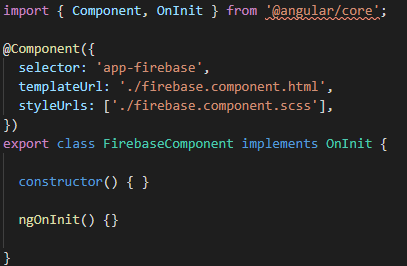 import { Component, OnInit } from '@angular/core';
@Component({
selector: 'app-firebase',
templateUrl: './firebase.component.html',
styleUrls: ['./firebase.component.scss'],
})
export class FirebaseComponent implements OnInit {
constructor() { }
ngOnInit() {}
}